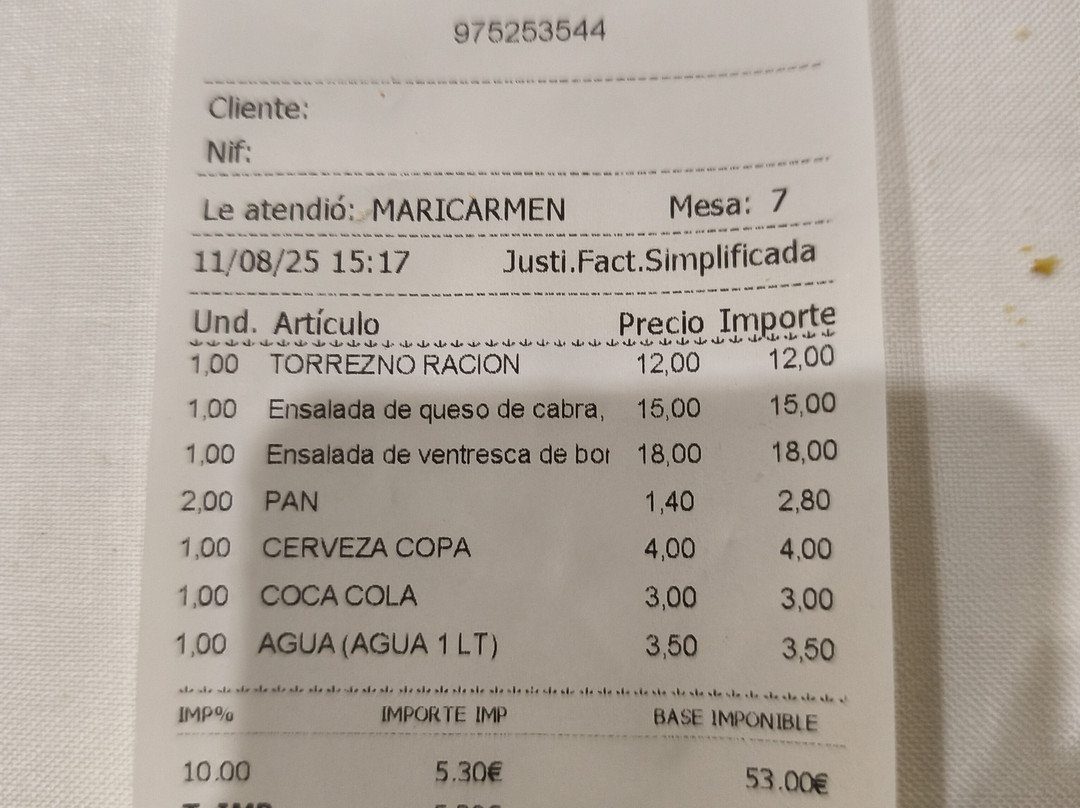 975253544
Cliente:
Nif:
Le atendió: MARICARMEN Mesa: 7
11/08/25 15:17 Justi.Fact.Simplificada
Und. Artículo Precio Importe
1,00 TORREZNO RACION 12,00 12,00
1,00 Ensalada de queso de cabra, 15,00 15,00
1,00 Ensalada de ventresca de bor 18,00 18,00
2,00 PAN 1,40 2,80
1,00 CERVEZA COPA 4,00 4,00
1,00 COCA COLA 3,00 3,00
1,00 AGUA (AGUA 1 LT) 3,50 3,50
IMP% IMPORTE IMP BASE IMPONIBLE
10.00 5.30€ 53.00€